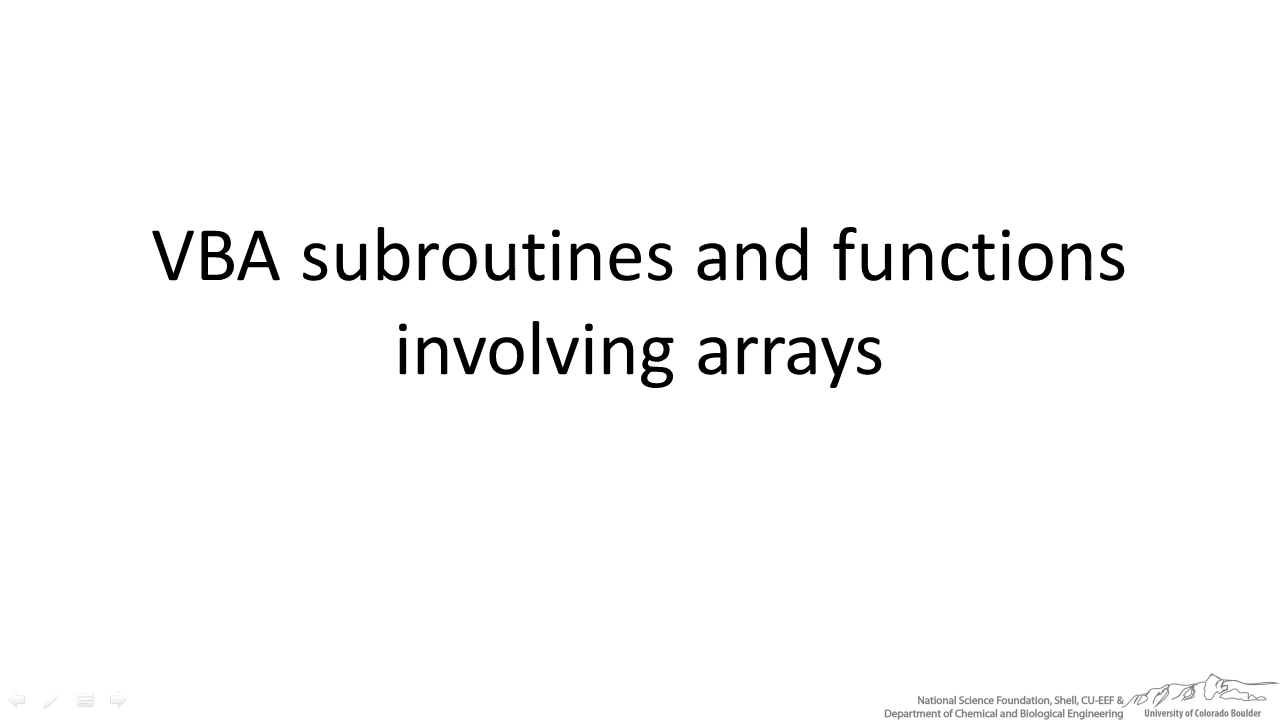 VBA subroutines and functions
involving arrays
National Science Foundation, Shell, CU-EEF &
Department of Chemical and Biological Engineering
University of Colorado Boulder